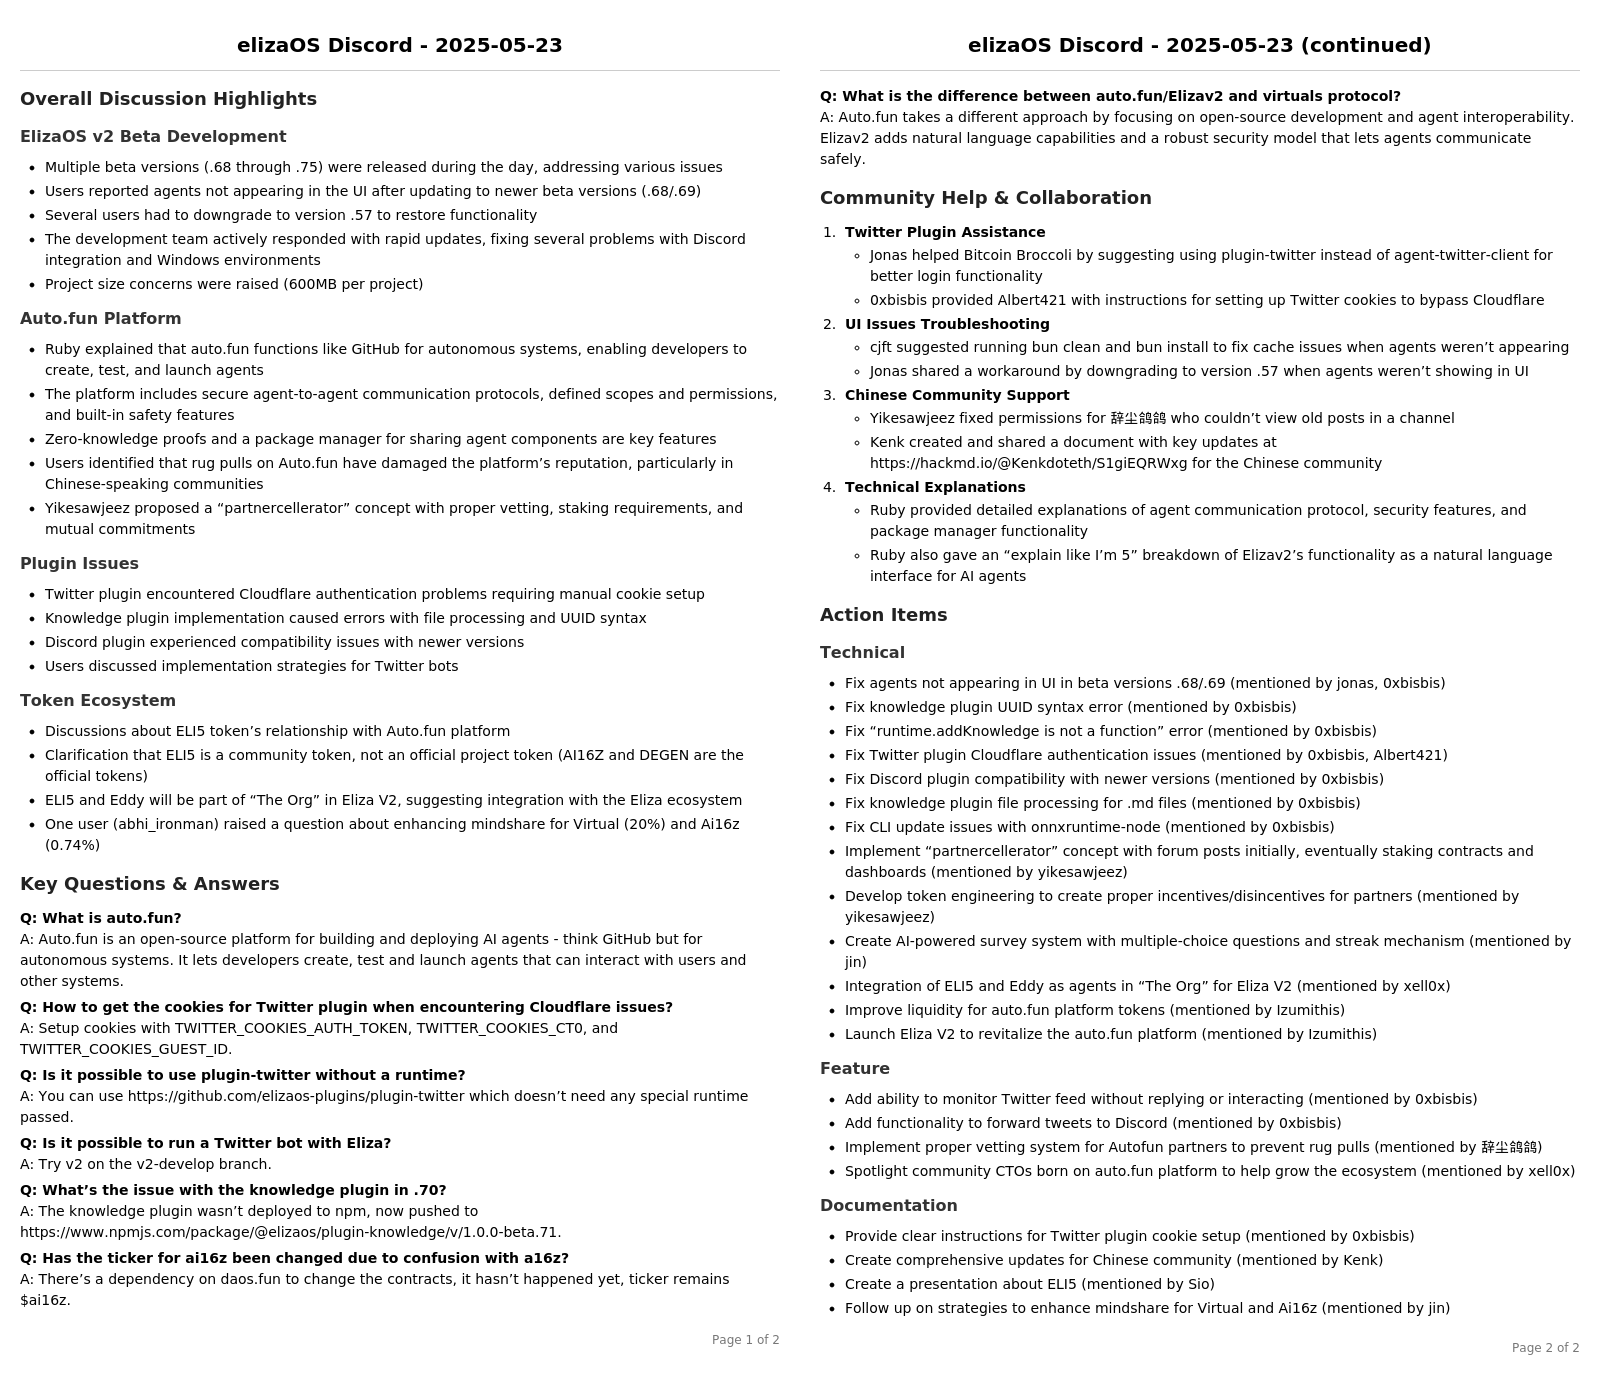 elizaOS Discord - 2025-05-23
Overall Discussion Highlights
ElizaOS v2 Beta Development
• Multiple beta versions (.68 through .75) were released during the day, addressing various issues
• Users reported agents not appearing in the UI after updating to newer beta versions (.68/.69)
• Several users had to downgrade to version .57 to restore functionality
• The development team actively responded with rapid updates, fixing several problems with Discord
integration and Windows environments
• Project size concerns were raised (600MB per project)
Auto.fun Platform
• Ruby explained that auto.fun functions like GitHub for autonomous systems, enabling developers to
create, test, and launch agents
• The platform includes secure agent-to-agent communication protocols, defined scopes and permissions,
and built-in safety features
• Zero-knowledge proofs and a package manager for sharing agent components are key features
• Users identified that rug pulls on Auto.fun have damaged the platform’s reputation, particularly in
Chinese-speaking communities
• Yikesawjeez proposed a “partnercellerator” concept with proper vetting, staking requirements, and
mutual commitments
Plugin Issues
• Twitter plugin encountered Cloudflare authentication problems requiring manual cookie setup
• Knowledge plugin implementation caused errors with file processing and UUID syntax
• Discord plugin experienced compatibility issues with newer versions
• Users discussed implementation strategies for Twitter bots
Token Ecosystem
• Discussions about ELI5 token’s relationship with Auto.fun platform
• Clarification that ELI5 is a community token, not an official project token (AI16Z and DEGEN are the
official tokens)
• ELI5 and Eddy will be part of “The Org” in Eliza V2, suggesting integration with the Eliza ecosystem
• One user (abhi_ironman) raised a question about enhancing mindshare for Virtual (20%) and Ai16z
(0.74%)
Key Questions & Answers
Q: What is auto.fun?
A: Auto.fun is an open-source platform for building and deploying AI agents - think GitHub but for
autonomous systems. It lets developers create, test and launch agents that can interact with users and
other systems.
Q: How to get the cookies for Twitter plugin when encountering Cloudflare issues?
A: Setup cookies with TWITTER_COOKIES_AUTH_TOKEN, TWITTER_COOKIES_CT0, and
TWITTER_COOKIES_GUEST_ID.
Q: Is it possible to use plugin-twitter without a runtime?
A: You can use https://github.com/elizaos-plugins/plugin-twitter which doesn’t need any special runtime
passed.
Q: Is it possible to run a Twitter bot with Eliza?
A: Try v2 on the v2-develop branch.
Q: What’s the issue with the knowledge plugin in .70?
A: The knowledge plugin wasn’t deployed to npm, now pushed to
https://www.npmjs.com/package/@elizaos/plugin-knowledge/v/1.0.0-beta.71.
Q: Has the ticker for ai16z been changed due to confusion with a16z?
A: There’s a dependency on daos.fun to change the contracts, it hasn’t happened yet, ticker remains
$ai16z.
Page 1 of 2
elizaOS Discord - 2025-05-23 (continued)
Q: What is the difference between auto.fun/Elizav2 and virtuals protocol?
A: Auto.fun takes a different approach by focusing on open-source development and agent interoperability.
Elizav2 adds natural language capabilities and a robust security model that lets agents communicate
safely.
Community Help & Collaboration
1. Twitter Plugin Assistance
◦ Jonas helped Bitcoin Broccoli by suggesting using plugin-twitter instead of agent-twitter-client for
better login functionality
◦ 0xbisbis provided Albert421 with instructions for setting up Twitter cookies to bypass Cloudflare
2. UI Issues Troubleshooting
◦ cjft suggested running bun clean and bun install to fix cache issues when agents weren’t appearing
◦ Jonas shared a workaround by downgrading to version .57 when agents weren’t showing in UI
3. Chinese Community Support
◦ Yikesawjeez fixed permissions for 辞尘鸽鸽 who couldn’t view old posts in a channel
◦ Kenk created and shared a document with key updates at
https://hackmd.io/@Kenkdoteth/S1giEQRWxg for the Chinese community
4. Technical Explanations
◦ Ruby provided detailed explanations of agent communication protocol, security features, and
package manager functionality
◦ Ruby also gave an “explain like I’m 5” breakdown of Elizav2’s functionality as a natural language
interface for AI agents
Action Items
Technical
• Fix agents not appearing in UI in beta versions .68/.69 (mentioned by jonas, 0xbisbis)
• Fix knowledge plugin UUID syntax error (mentioned by 0xbisbis)
• Fix “runtime.addKnowledge is not a function” error (mentioned by 0xbisbis)
• Fix Twitter plugin Cloudflare authentication issues (mentioned by 0xbisbis, Albert421)
• Fix Discord plugin compatibility with newer versions (mentioned by 0xbisbis)
• Fix knowledge plugin file processing for .md files (mentioned by 0xbisbis)
• Fix CLI update issues with onnxruntime-node (mentioned by 0xbisbis)
• Implement “partnercellerator” concept with forum posts initially, eventually staking contracts and
dashboards (mentioned by yikesawjeez)
• Develop token engineering to create proper incentives/disincentives for partners (mentioned by
yikesawjeez)
• Create AI-powered survey system with multiple-choice questions and streak mechanism (mentioned by
jin)
• Integration of ELI5 and Eddy as agents in “The Org” for Eliza V2 (mentioned by xell0x)
• Improve liquidity for auto.fun platform tokens (mentioned by Izumithis)
• Launch Eliza V2 to revitalize the auto.fun platform (mentioned by Izumithis)
Feature
• Add ability to monitor Twitter feed without replying or interacting (mentioned by 0xbisbis)
• Add functionality to forward tweets to Discord (mentioned by 0xbisbis)
• Implement proper vetting system for Autofun partners to prevent rug pulls (mentioned by 辞尘鸽鸽)
• Spotlight community CTOs born on auto.fun platform to help grow the ecosystem (mentioned by xell0x)
Documentation
• Provide clear instructions for Twitter plugin cookie setup (mentioned by 0xbisbis)
• Create comprehensive updates for Chinese community (mentioned by Kenk)
• Create a presentation about ELI5 (mentioned by Sio)
• Follow up on strategies to enhance mindshare for Virtual and Ai16z (mentioned by jin)
Page 2 of 2